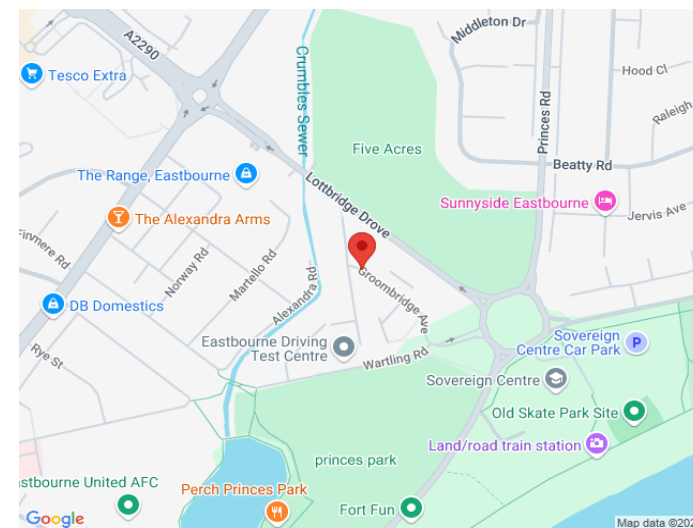 Middleton Dr
A2290
Hood Cl
Tesco Extra
Crumbles Sewer
Princes Rd
Raleigh
Five Acres
Beatty Rd
The Range, Eastbourne
Lottbridge Drove
Sunnyside Eastbourne
Jervis Ave
The Alexandra Arms
Finmere Rd
Norway Rd
Martello Rd
Alexandra Rd
Groombridge Ave
DB Domestics
Eastbourne Driving
Test Centre
Sovereign
Centre Car Park
P
Rye St
Wartling Rd
Sovereign Centre
Old Skate Park Site
Land/road train station
princes park
stbourne United AFC
Perch Princes Park
Fort Fun
Google
Map data ©202